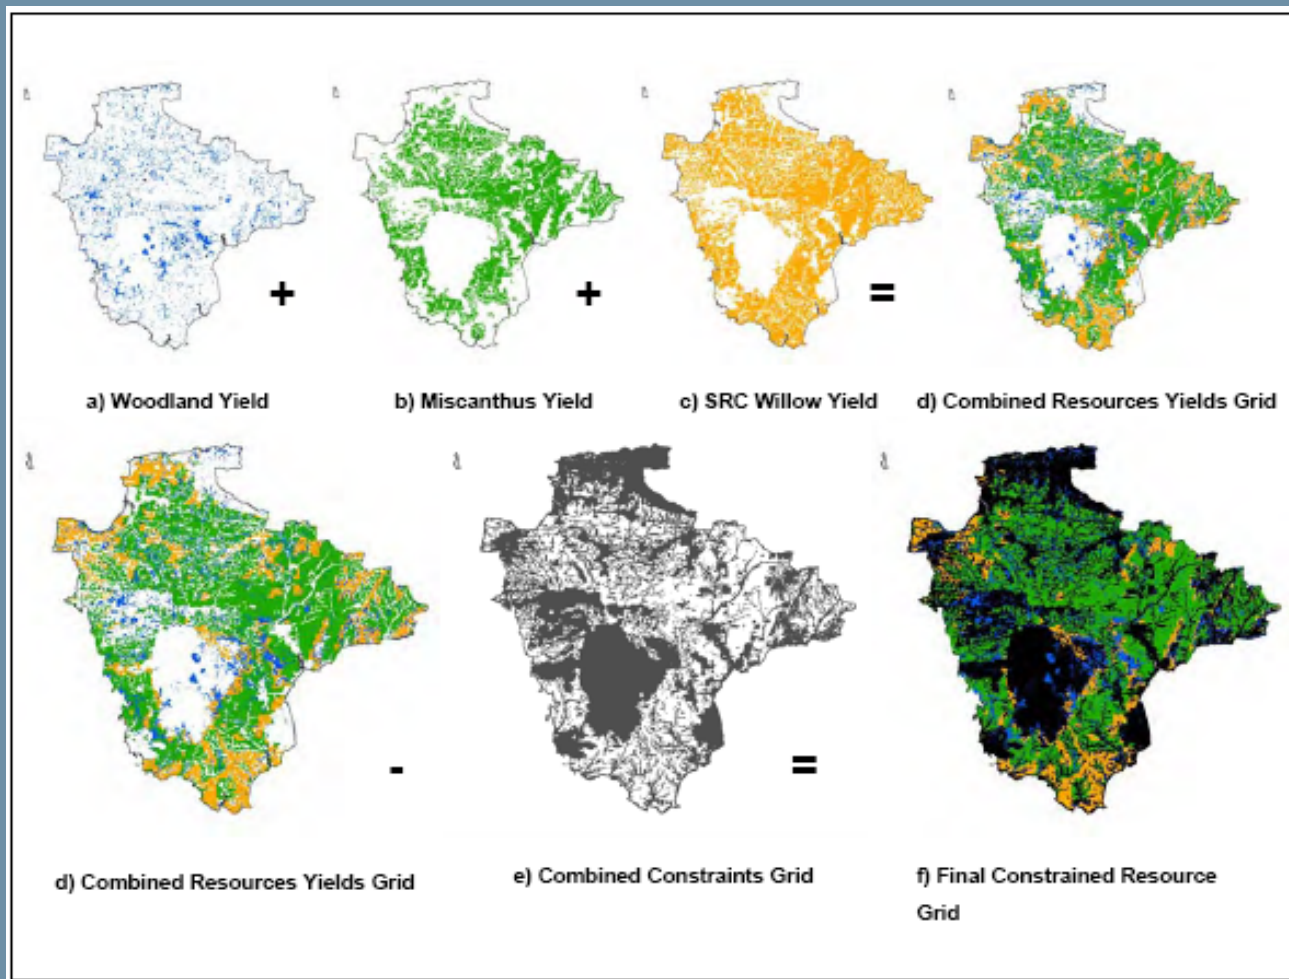 +
+
=
a) Woodland Yield
b) Miscanthus Yield
c) SRC Willow Yield
d) Combined Resources Yields Grid
-
=
d) Combined Resources Yields Grid
e) Combined Constraints Grid
f) Final Constrained Resource
Grid